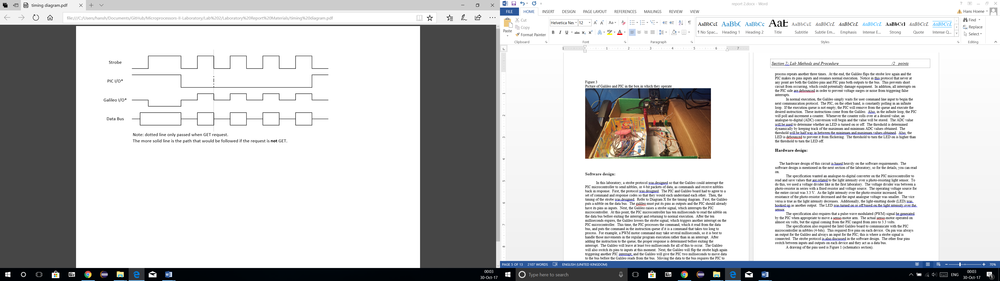 timing diagram.pdf
file:///C:/Users/hansh/Documents/GitHub/Microprocessors-II-Laboratory/Lab%202/Laboratory%20Report%20Materials/timing%20diagram.pdf
Strobe
PIC I/O*
Galileo I/O*
Data Bus
Note: dotted line only passed when GET request.
The more solid line is the path that would be followed if the request is not GET.
00:03
30-Oct-17
report 2.docx - Word
FILE HOME INSERT DESIGN PAGE LAYOUT REFERENCES MAILINGS REVIEW VIEW
Hans Hoene
Paste
Cut
Copy
Format Painter
Clipboard
Helvetica Neu 12
Font
Paragraph
AaBbCcI AaBbC AaBbCc AaB AaBbCcD AaBbCcD AaBbCcL AaBbCcL AaBbCcl AaBbCcL AaBbCcL
¶ No Spac... Heading 1 Heading 2 Title Subtitle Subtle Em... Emphasis Intense E... Strong Quote Intense Q...
Styles
Find
Replace
Select
Editing
1 1 2 3 4 5 6 7
1
2
3
4
5
6
7
8
Figure 3
Picture of Galileo and PIC in the box in which they operate
Software design:
In this laboratory, a strobe protocol was designed so that the Galileo could interrupt the
PIC microcontroller to send nibbles, or 4-bit packets of data, as commands and receive nibbles
back in response. First, the protocol was designed. The PIC and Galileo board had to agree to a
set of command and response codes so that they would each understand each other. Then, the
timing of the strobe was designed. Refer to Diagram X for the timing diagram. First, the Galileo
puts a nibble on the data bus. The galileo must put its pins as outputs and the PIC should already
have its pins as inputs. Next, the Galileo raises a strobe signal, which interrupts the PIC
microcontroller. At this point, the PIC microcontroller has ten milliseconds to read the nibble on
the data bus before exiting the interrupt and returning to normal execution. After the ten
milliseconds expires, the Galileo lowers the strobe signal, which triggers another interrupt on the
PIC microcontroller. This time, the PIC processes the command, which it read from the data
bus, and puts the command in the instruction queue if it is a command that takes too long to
process. For example, a PWM motor command may take several milliseconds, so it is best to
handle those movements in the regular program execution rather than in an interrupt. After
adding the instruction to the queue, the proper response is determined before exiting the
interrupt. The Galileo will leave at least two milliseconds for all of this to occur. The Galileo
will also switch its pins to inputs at this moment. Next, the Galileo will flip the strobe high again
triggering another PIC interrupt, and the Galileo will give the PIC two milliseconds to move data
to the bus before the Galileo reads from the bus. Moving the data to the bus requires the PIC to
Section 7: Lab Methods and Procedure /2 points
process repeats another three times. At the end, the Galileo flips the strobe low again and the
PIC makes its pins inputs and resumes normal execution. Notice in this protocol that never at
any point are both the Galileo pins and PIC pins both outputs to the bus. This prevents short
circuit from occurring, which could potentially damage equipment. In addition, all interrupts on
the PIC side are debounced in order to prevent voltage surges or noise from triggering false
interrupts.
In normal execution, the Galileo simply waits for user command line input to begin the
next communication protocol. The PIC, on the other hand, is constantly polling in an infinite
loop. If the execution queue is not empty, the PIC will remove from the queue and execute the
desired instruction. These instructions come from the Galileo. Also, in the infinite loop, the PIC
will poll and increment a counter. Whenever the counter rolls over at a desired value, an
analogue-to-digital (ADC) conversion will begin and the value will be stored. The ADC value
will be used to determine whether an LED is turned on or off. The threshold is determined
dynamically by keeping track of the maximum and minimum ADC values obtained. The
threshold will be half way in between the minimum and maximum values obtained. Also, the
LED is debounced to prevent it from flickering. The threshold to turn the LED on is higher than
the threshold to turn the LED off.
Hardware design:
The hardware design of this circuit is based heavily on the software requirements. The
software design is mentioned in the next section of the laboratory, so for the details, you can read
on.
The specification wanted an analogue-to-digital converter on the PIC microcontroller to
read and save values that are related to the light intensity over a photo-resisting light sensor. To
do this, we used a voltage divider like in the first laboratory. The voltage divider was between a
photo-resistor in series with a fixed resistor and voltage source. The operating voltage source for
the entire circuit was 3.3 V. As the light intensity over the photo-resistor increased, the
resistance of the photo-resistor decreased and the input analogue voltage was smaller. The vice
versa is true as the light intensity decreases. Additionally, the light-emitting diode (LED) was
hooked up as another output. The LED was turned on or off based on the light intensity over the
sensor.
The specification also requires that a pulse-wave modulated (PWM) signal be generated
by the PIC when appropriate to move a senso-motor arm. The actual senso-motor operated on
almost six volts, but the signal coming from the PIC ranged from zero to 3.3 volts.
The specification also required the Intel Galileo board to communicate with the PIC
microcontroller in nibbles (4-bits). This required five pins on each device. On pin was always
an output for the Galileo and always an input for the PIC; this is where a strobe signal is
connected. The strobe protocol is also discussed in the software design. The other four pins
switch between inputs and outputs on each device and they act as a data bus.
A drawing of the pins used is Figure 1 (schematics section).
PAGE 5 OF 13 2107 WORDS ENGLISH (UNITED KINGDOM) 70%
Type here to search
ENG
00:03
30-Oct-17